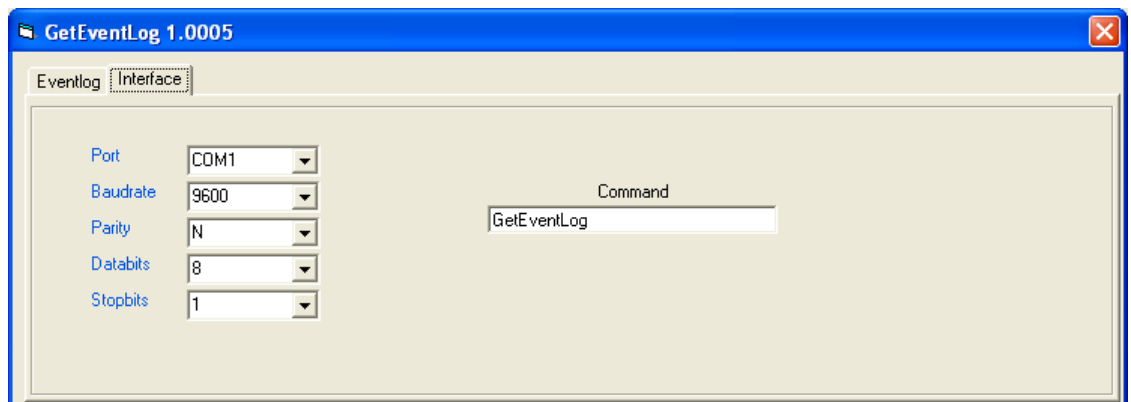 GetEventLog 1.0005
Eventlog Interface
Port COM1
Baudrate 9600
Parity N
Databits 8
Stopbits 1
Command
GetEventLog